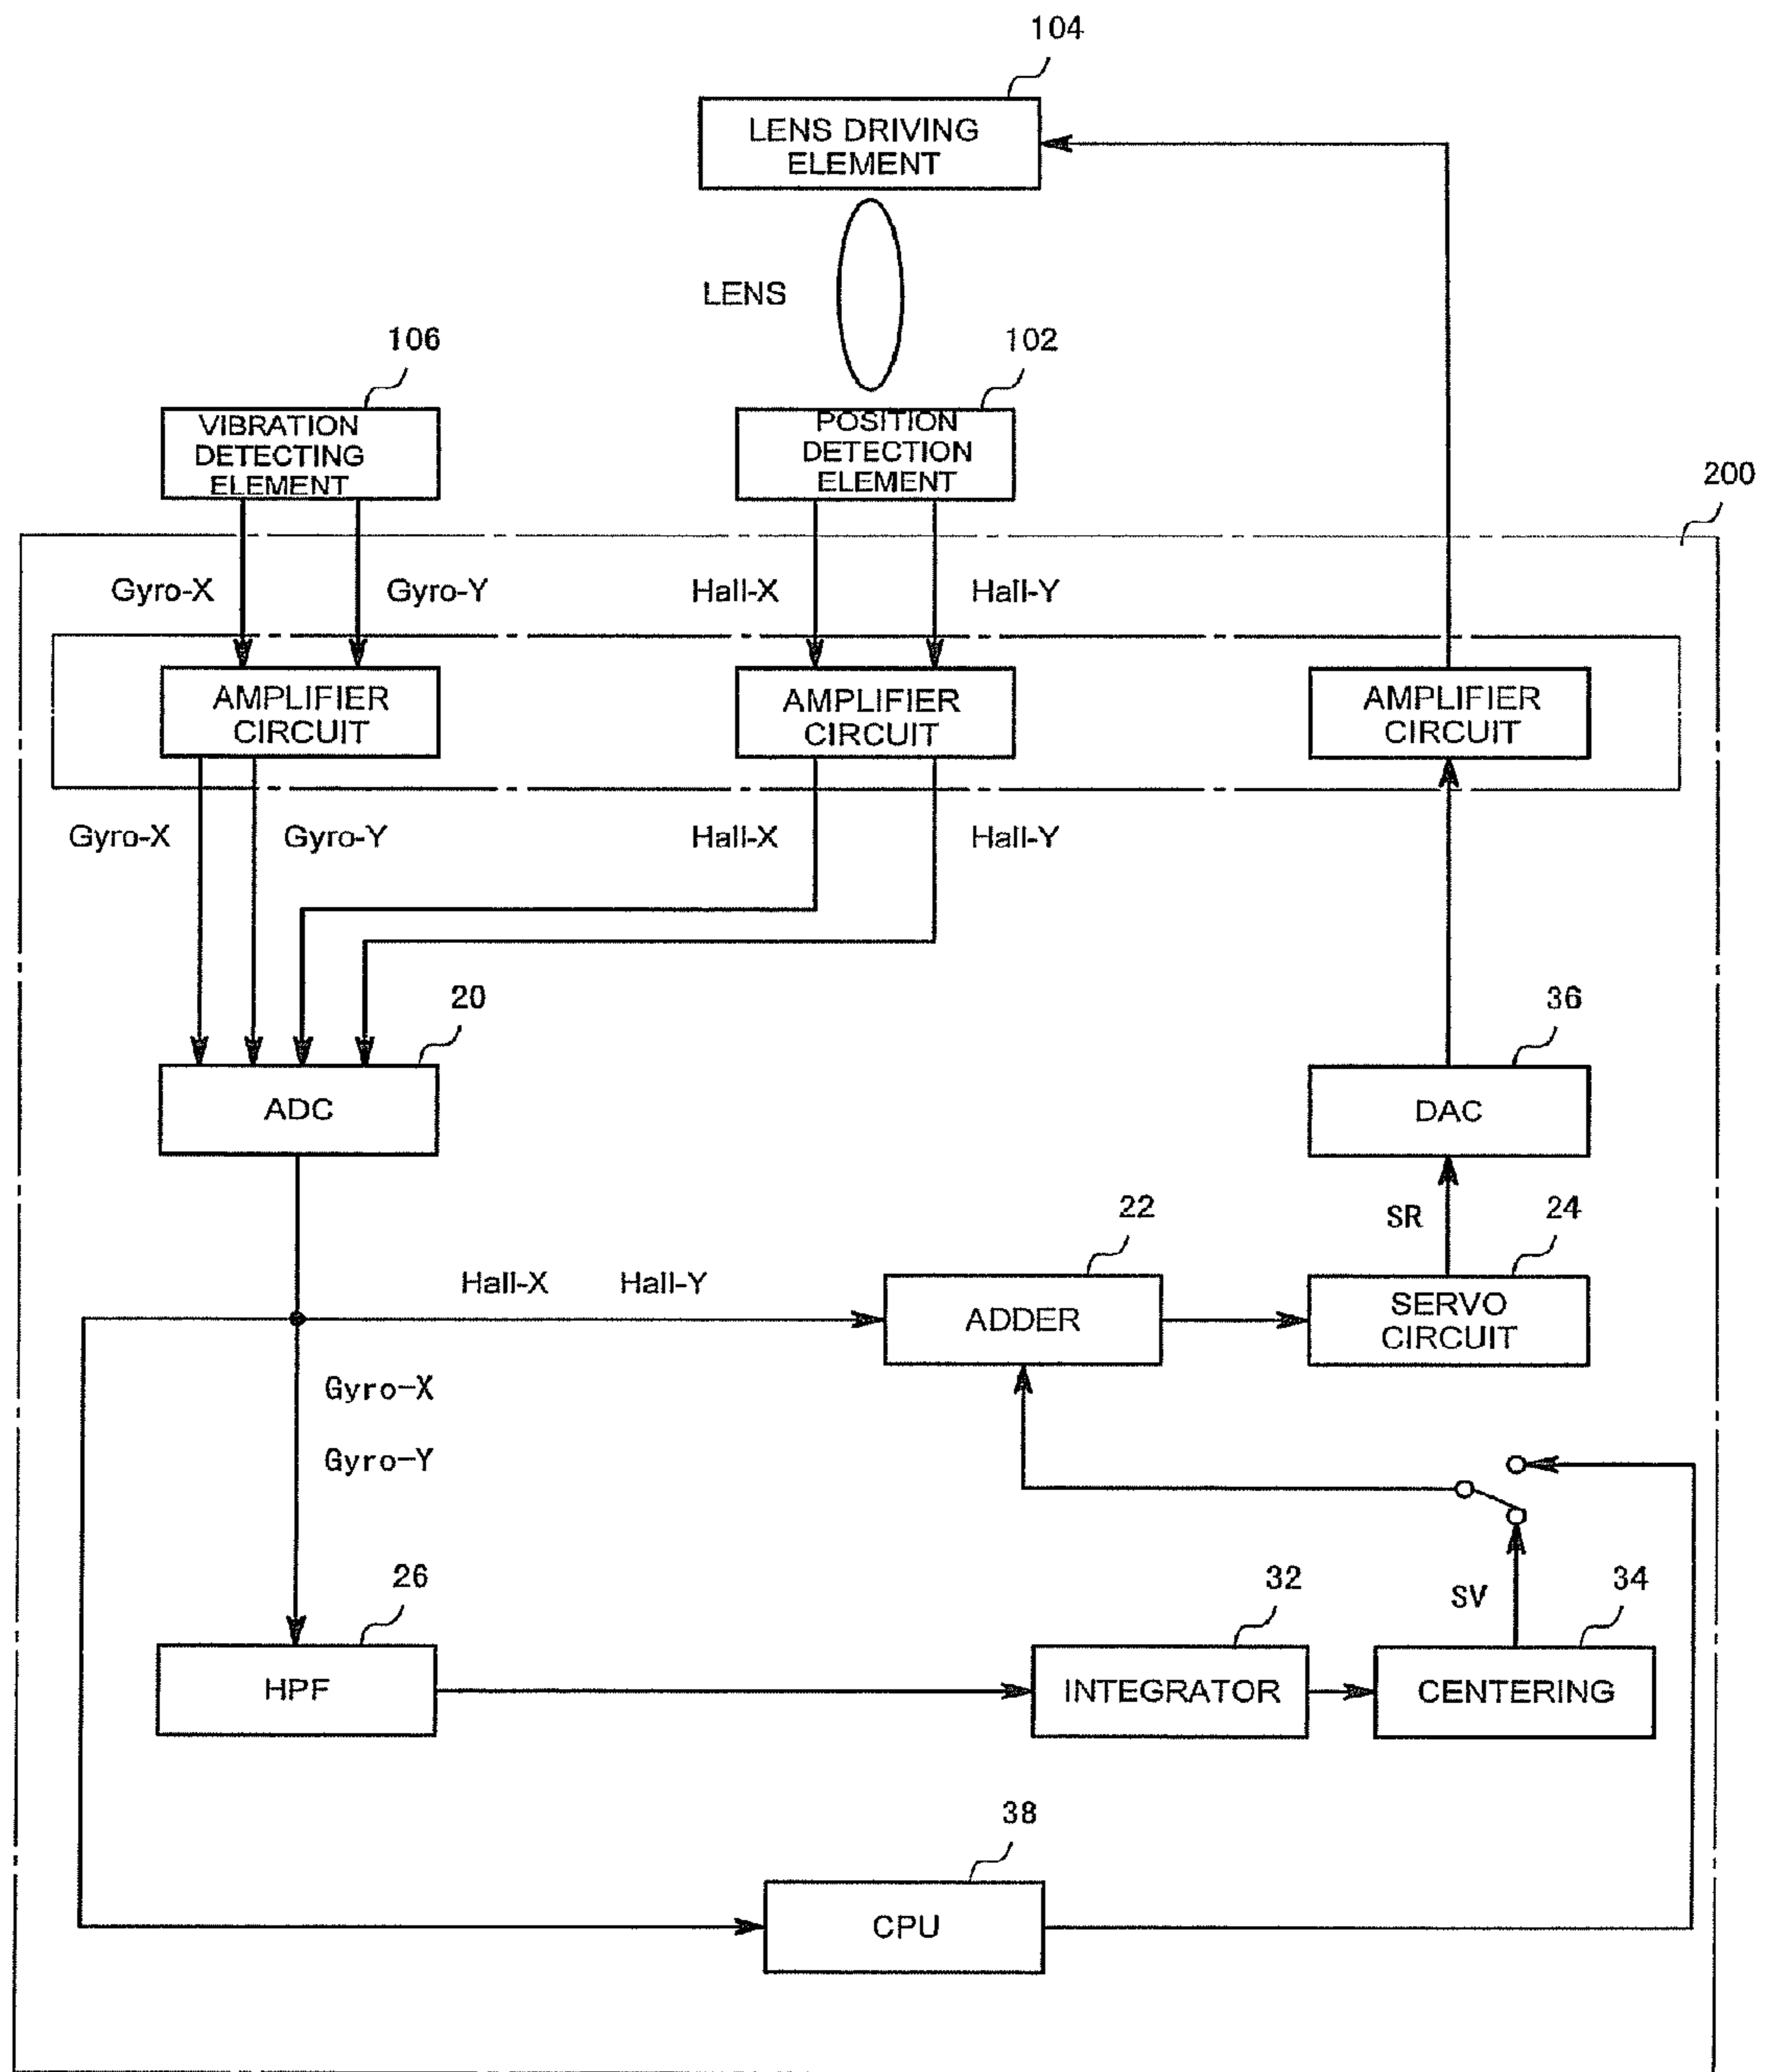 104
LENS DRIVING
ELEMENT
LENS
106
102
VIBRATION
DETECTING
ELEMENT
POSITION
DETECTION
ELEMENT
200
Gyro-X
Gyro-Y
Hall-X
Hall-Y
AMPLIFIER
CIRCUIT
AMPLIFIER
CIRCUIT
AMPLIFIER
CIRCUIT
Gyro-X
Gyro-Y
Hall-X
Hall-Y
20
36
ADC
DAC
22
SR
24
Hall-X
Hall-Y
ADDER
SERVO
CIRCUIT
Gyro-X
Gyro-Y
26
32
SV
34
HPF
INTEGRATOR
CENTERING
38
CPU